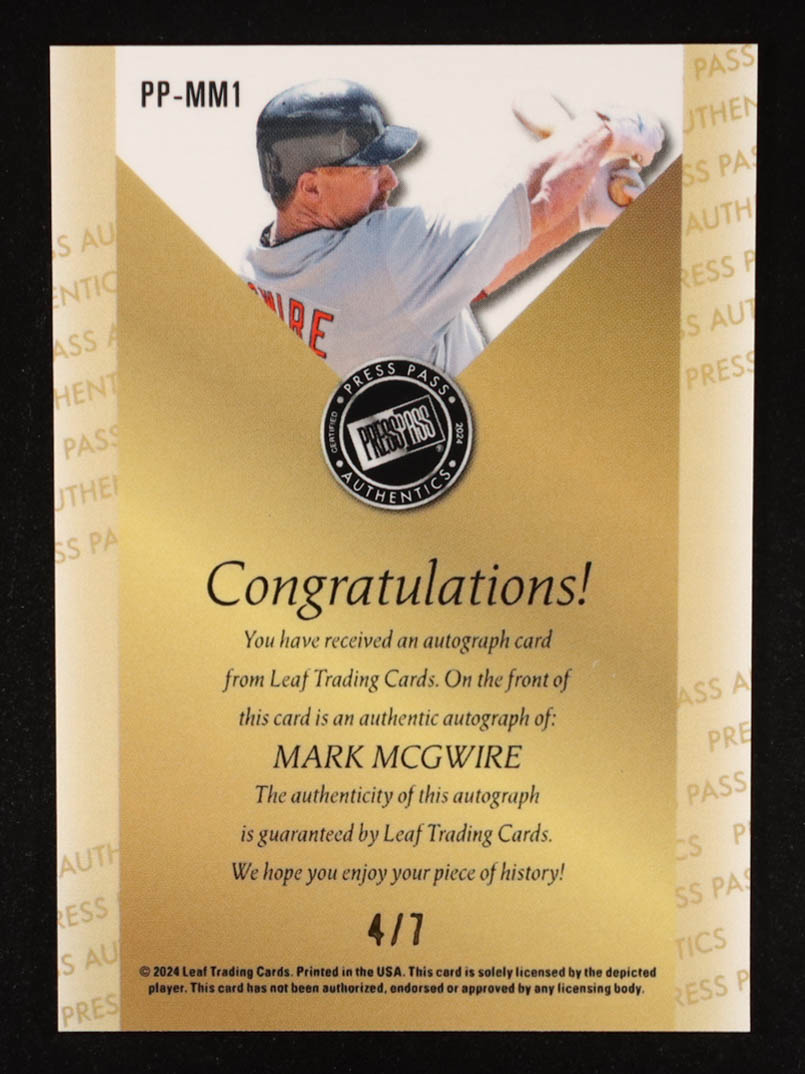 PP-MM1
PRESS PASS
CERTIFIED
2024
PRESS PASS
AUTHENTICS
Congratulations!
You have received an autograph card
from Leaf Trading Cards. On the front of
this card is an authentic autograph of:
MARK MCGWIRE
The authenticity of this autograph
is guaranteed by Leaf Trading Cards.
We hope you enjoy your piece of history!
4/7
© 2024 Leaf Trading Cards. Printed in the USA. This card is solely licensed by the depicted
player. This card has not been authorized, endorsed or approved by any licensing body.